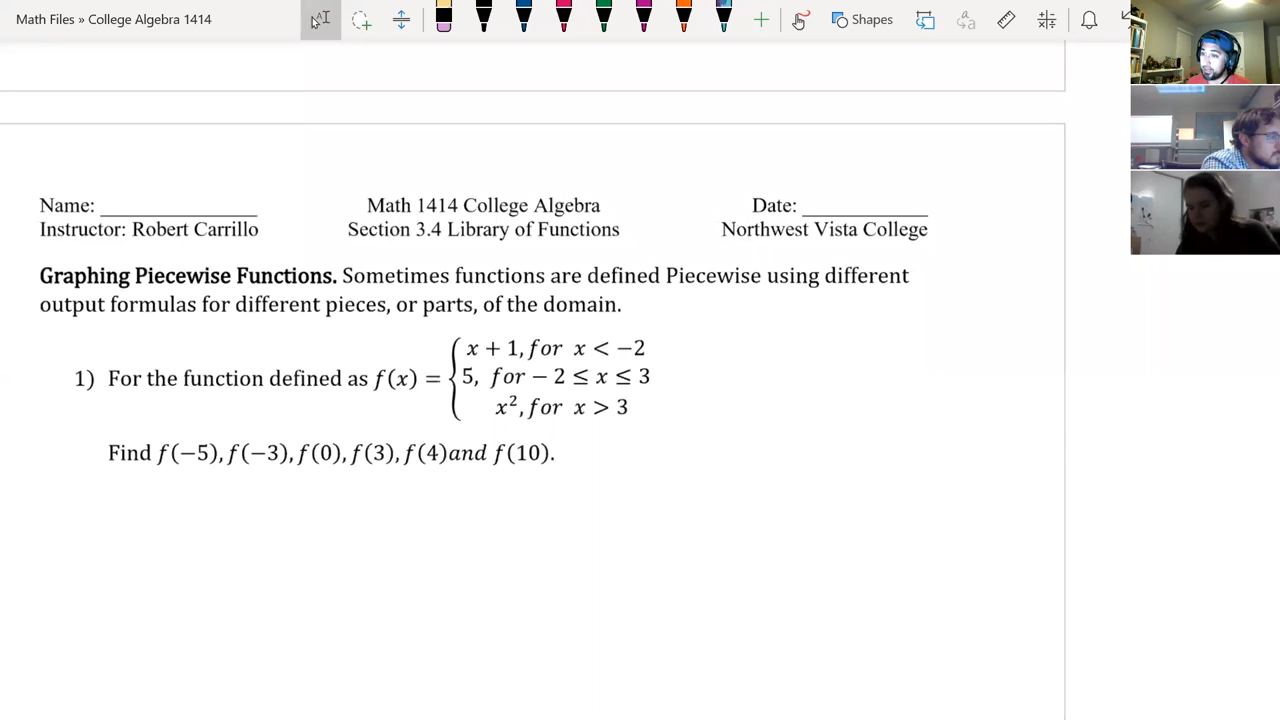 Math Files » College Algebra 1414
Shapes
Name: _______________ Math 1414 College Algebra Date: ____________
Instructor: Robert Carrillo Section 3.4 Library of Functions Northwest Vista College
Graphing Piecewise Functions. Sometimes functions are defined Piecewise using different
output formulas for different pieces, or parts, of the domain.
x + 1, for x < −2
1) For the function defined as f(x) = { 5, for − 2 ≤ x ≤ 3
x², for x > 3
Find f(−5), f(−3), f(0), f(3), f(4)and f(10).